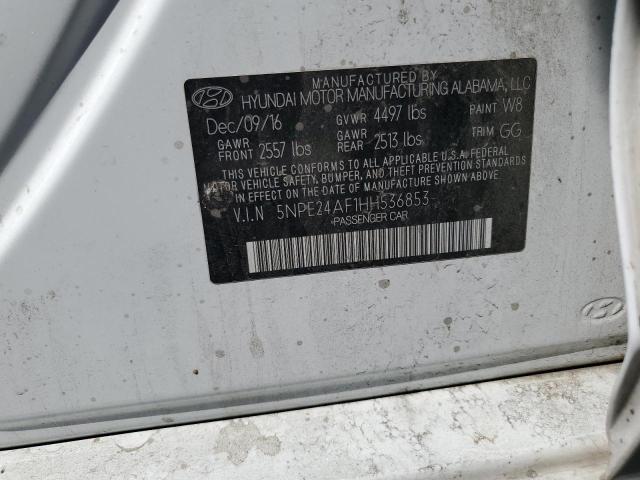 MANUFACTURED BY
HYUNDAI MOTOR MANUFACTURING ALABAMA, LLC
Dec/09/16 GVWR 4497 lbs PAINT W8
GAWR FRONT 2557 lbs GAWR REAR 2513 lbs. TRIM GG
THIS VEHICLE CONFORMS TO ALL APPLICABLE U.S.A. FEDERAL
MOTOR VEHICLE SAFETY, BUMPER, AND THEFT PREVENTION
STANDARDS IN EFFECT ON THE DATE OF MANUFACTURE SHOWN ABOVE.
V.I.N 5NPE24AF1HH536853
PASSENGER CAR